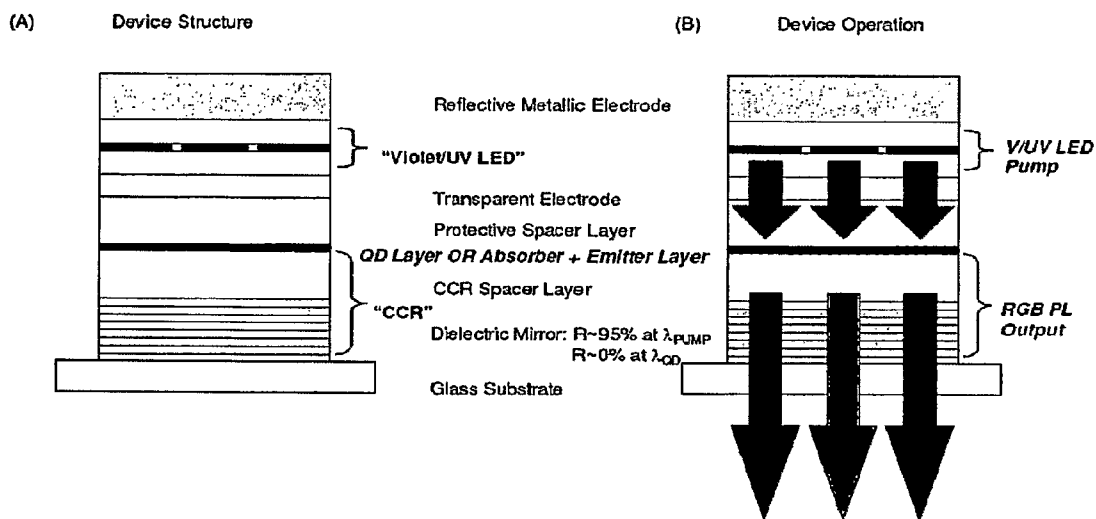 (A) Device Structure
(B) Device Operation
Reflective Metallic Electrode
"Violet/UV LED"
Transparent Electrode
Protective Spacer Layer
QD Layer OR Absorber + Emitter Layer
CCR Spacer Layer
"CCR"
Dielectric Mirror: R~95% at λPUMP
R~0% at λQD
Glass Substrate
V/UV LED
Pump
RGB PL
Output